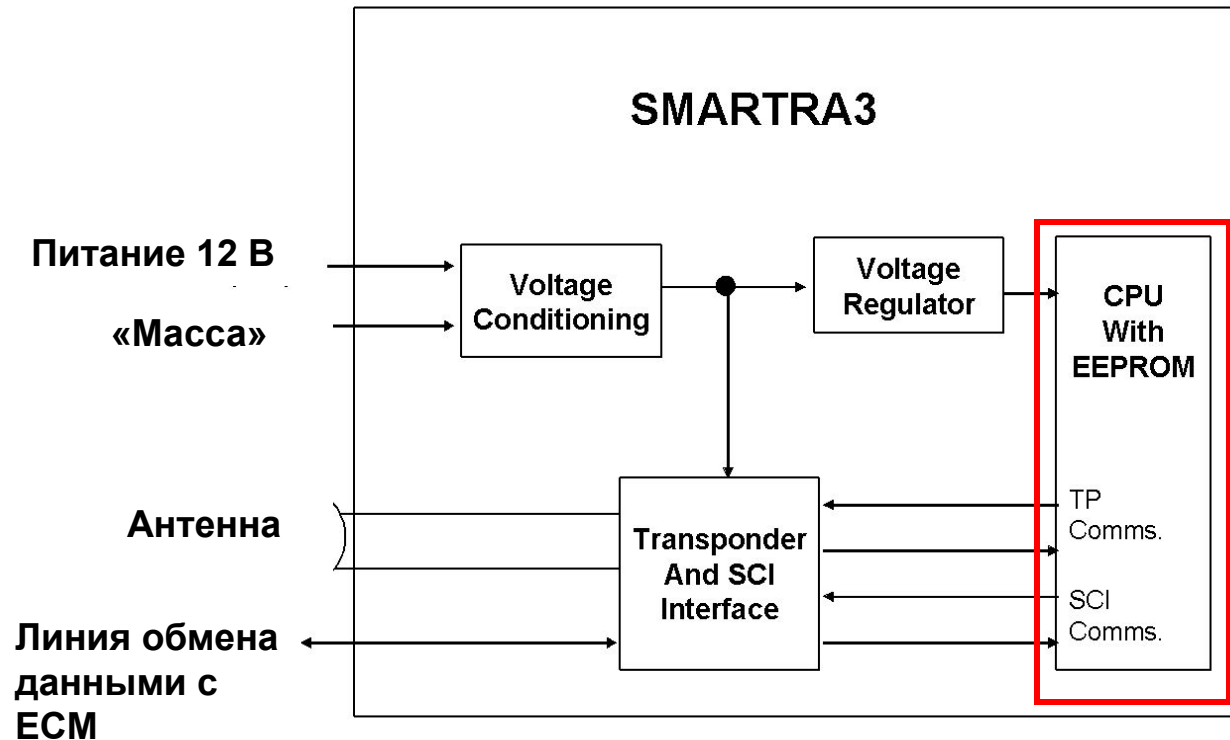 SMARTRA3
Питание 12 В
«Масса»
Voltage
Conditioning
Voltage
Regulator
CPU
With
EEPROM
Антенна
Transponder
And SCI
Interface
TP
Comms.
SCI
Comms.
Линия обмена
данными с
ECM